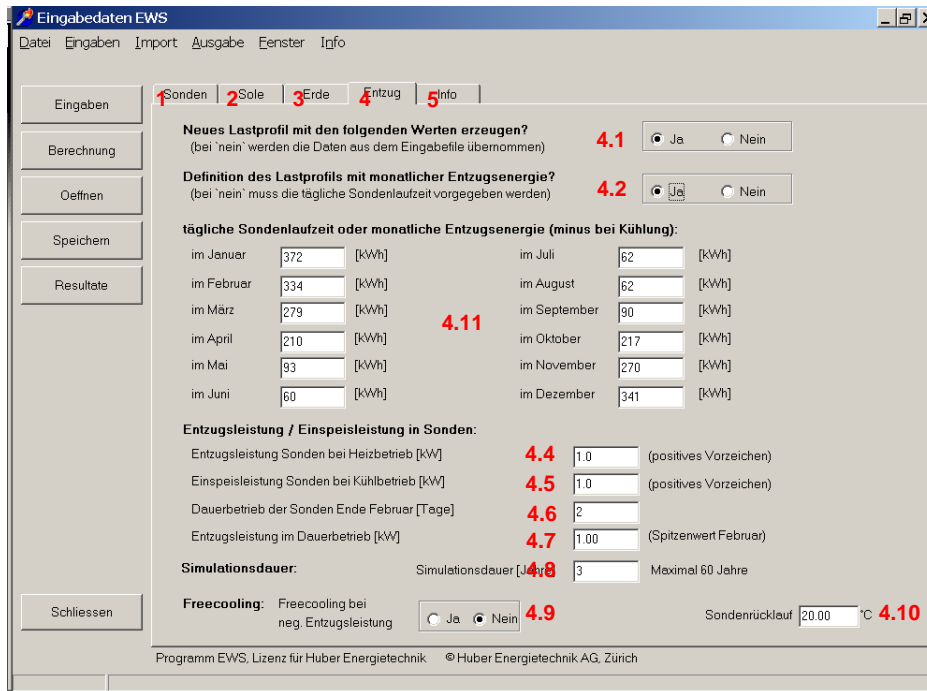 Eingabedaten EWS
Datei Eingaben Import Ausgabe Fenster Info
Eingaben
Berechnung
Oeffnen
Speichern
Resultate
Schliessen
1 Sonden 2 Sole 3 Erde 4 Entzug 5 Info
Neues Lastprofil mit den folgenden Werten erzeugen? 4.1 Ja Nein
(bei `nein` werden die Daten aus dem Eingabefile übernommen)
Definition des Lastprofils mit monatlicher Entzugsenergie? 4.2 Ja Nein
(bei `nein` muss die tägliche Sondenlaufzeit vorgegeben werden)
tägliche Sondenlaufzeit oder monatliche Entzugsenergie (minus bei Kühlung):
im Januar 372 [kWh] im Juli 62 [kWh]
im Februar 334 [kWh] im August 62 [kWh]
im März 279 [kWh] im September 90 [kWh]
4.11
im April 210 [kWh] im Oktober 217 [kWh]
im Mai 93 [kWh] im November 270 [kWh]
im Juni 60 [kWh] im Dezember 341 [kWh]
Entzugsleistung / Einspeisleistung in Sonden:
Entzugsleistung Sonden bei Heizbetrieb [kW] 4.4 1.0 (positives Vorzeichen)
Einspeisleistung Sonden bei Kühlbetrieb [kW] 4.5 1.0 (positives Vorzeichen)
Dauerbetrieb der Sonden Ende Februar [Tage] 4.6 2
Entzugsleistung im Dauerbetrieb [kW] 4.7 1.00 (Spitzenwert Februar)
Simulationsdauer: Simulationsdauer [Jahre] 4.8 3 Maximal 60 Jahre
Freecooling: Freecooling bei
neg. Entzugsleistung Ja Nein 4.9 Sondenrücklauf 20.00 °C 4.10
Programm EWS, Lizenz für Huber Energietechnik © Huber Energietechnik AG, Zürich